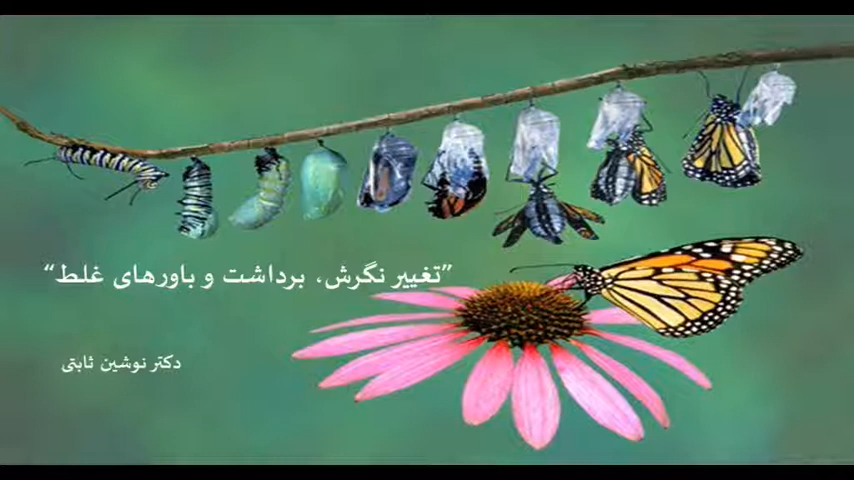 ”تغییر نگرش، برداشت و باورهای غلط“
دکتر نوشین ثابتی